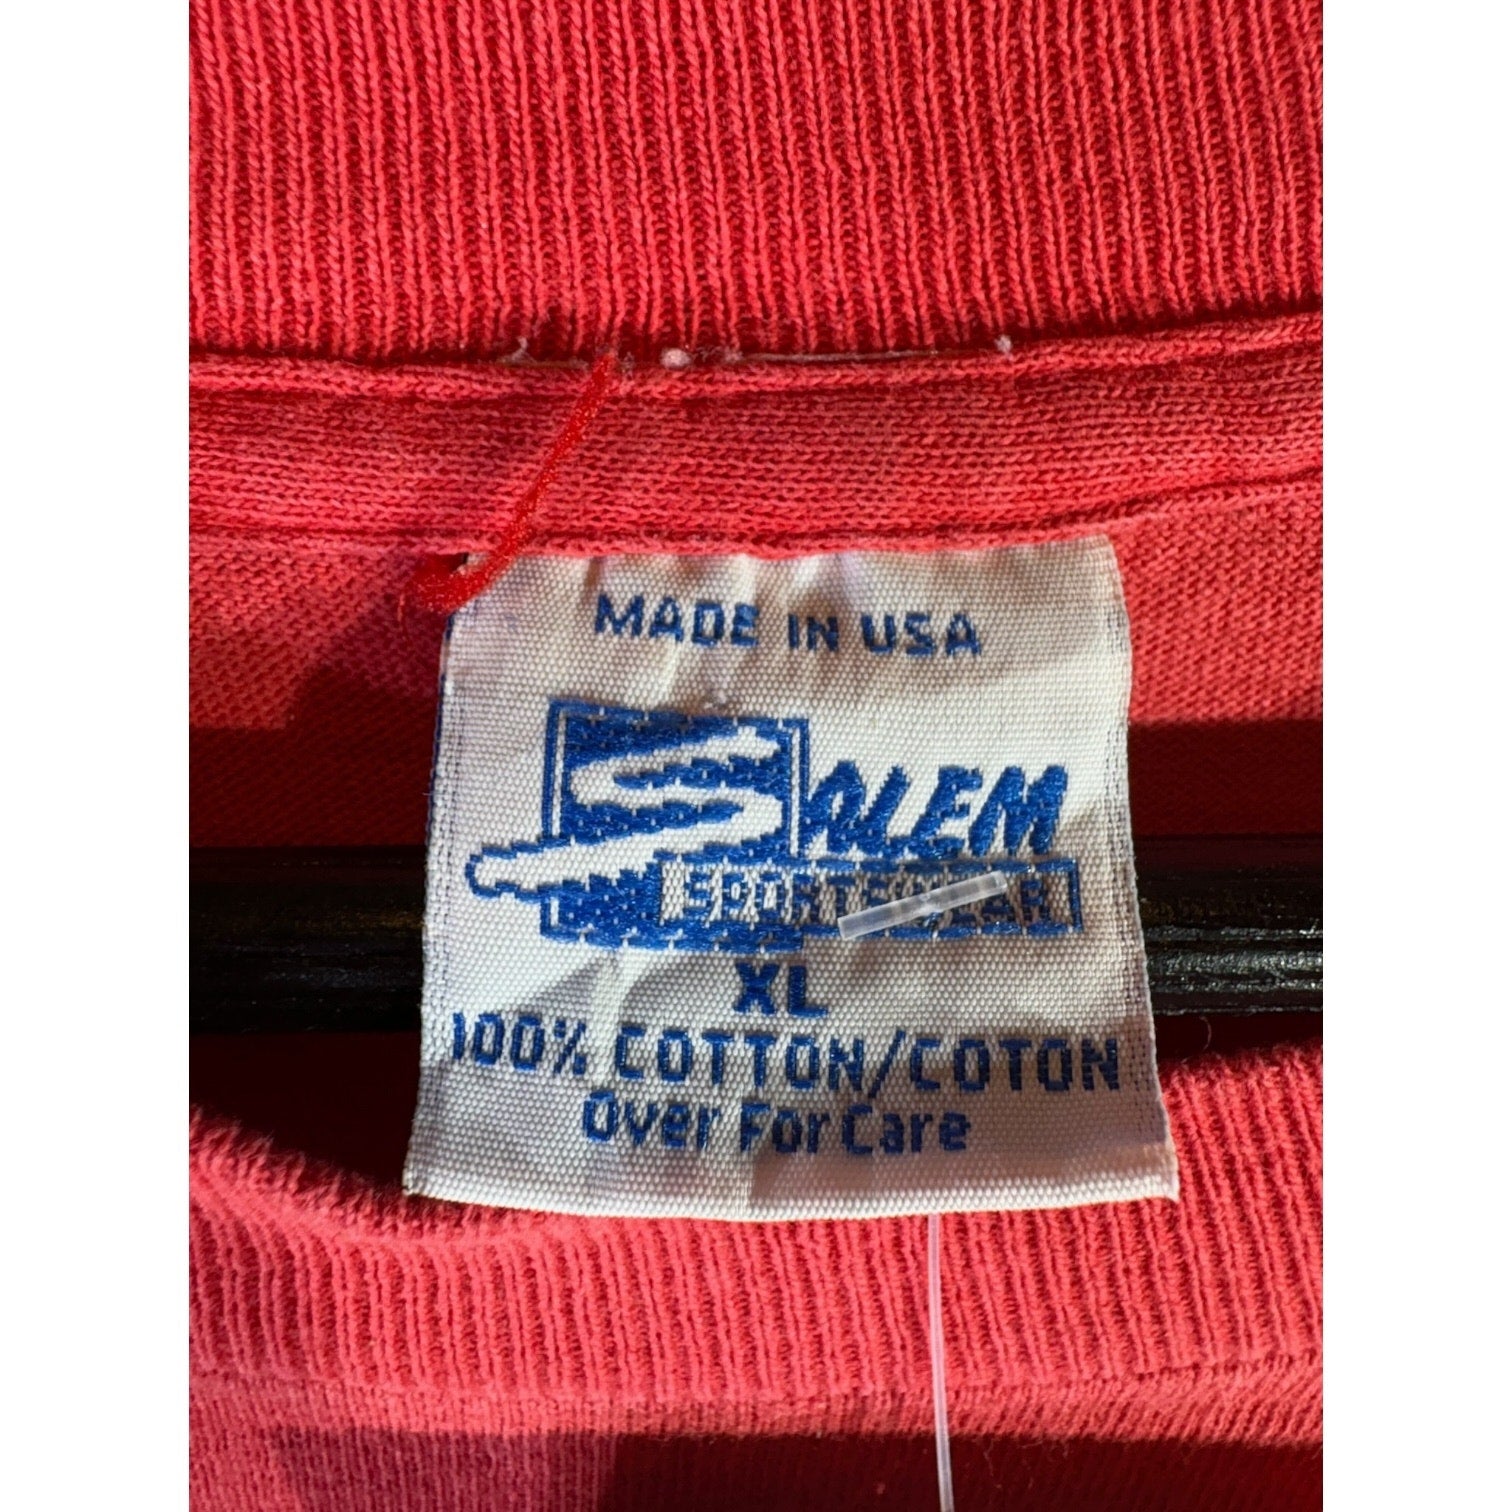 MADE IN USA
SALEM
SPORTSWEAR
XL
100% COTTON/COTON
Over For Care